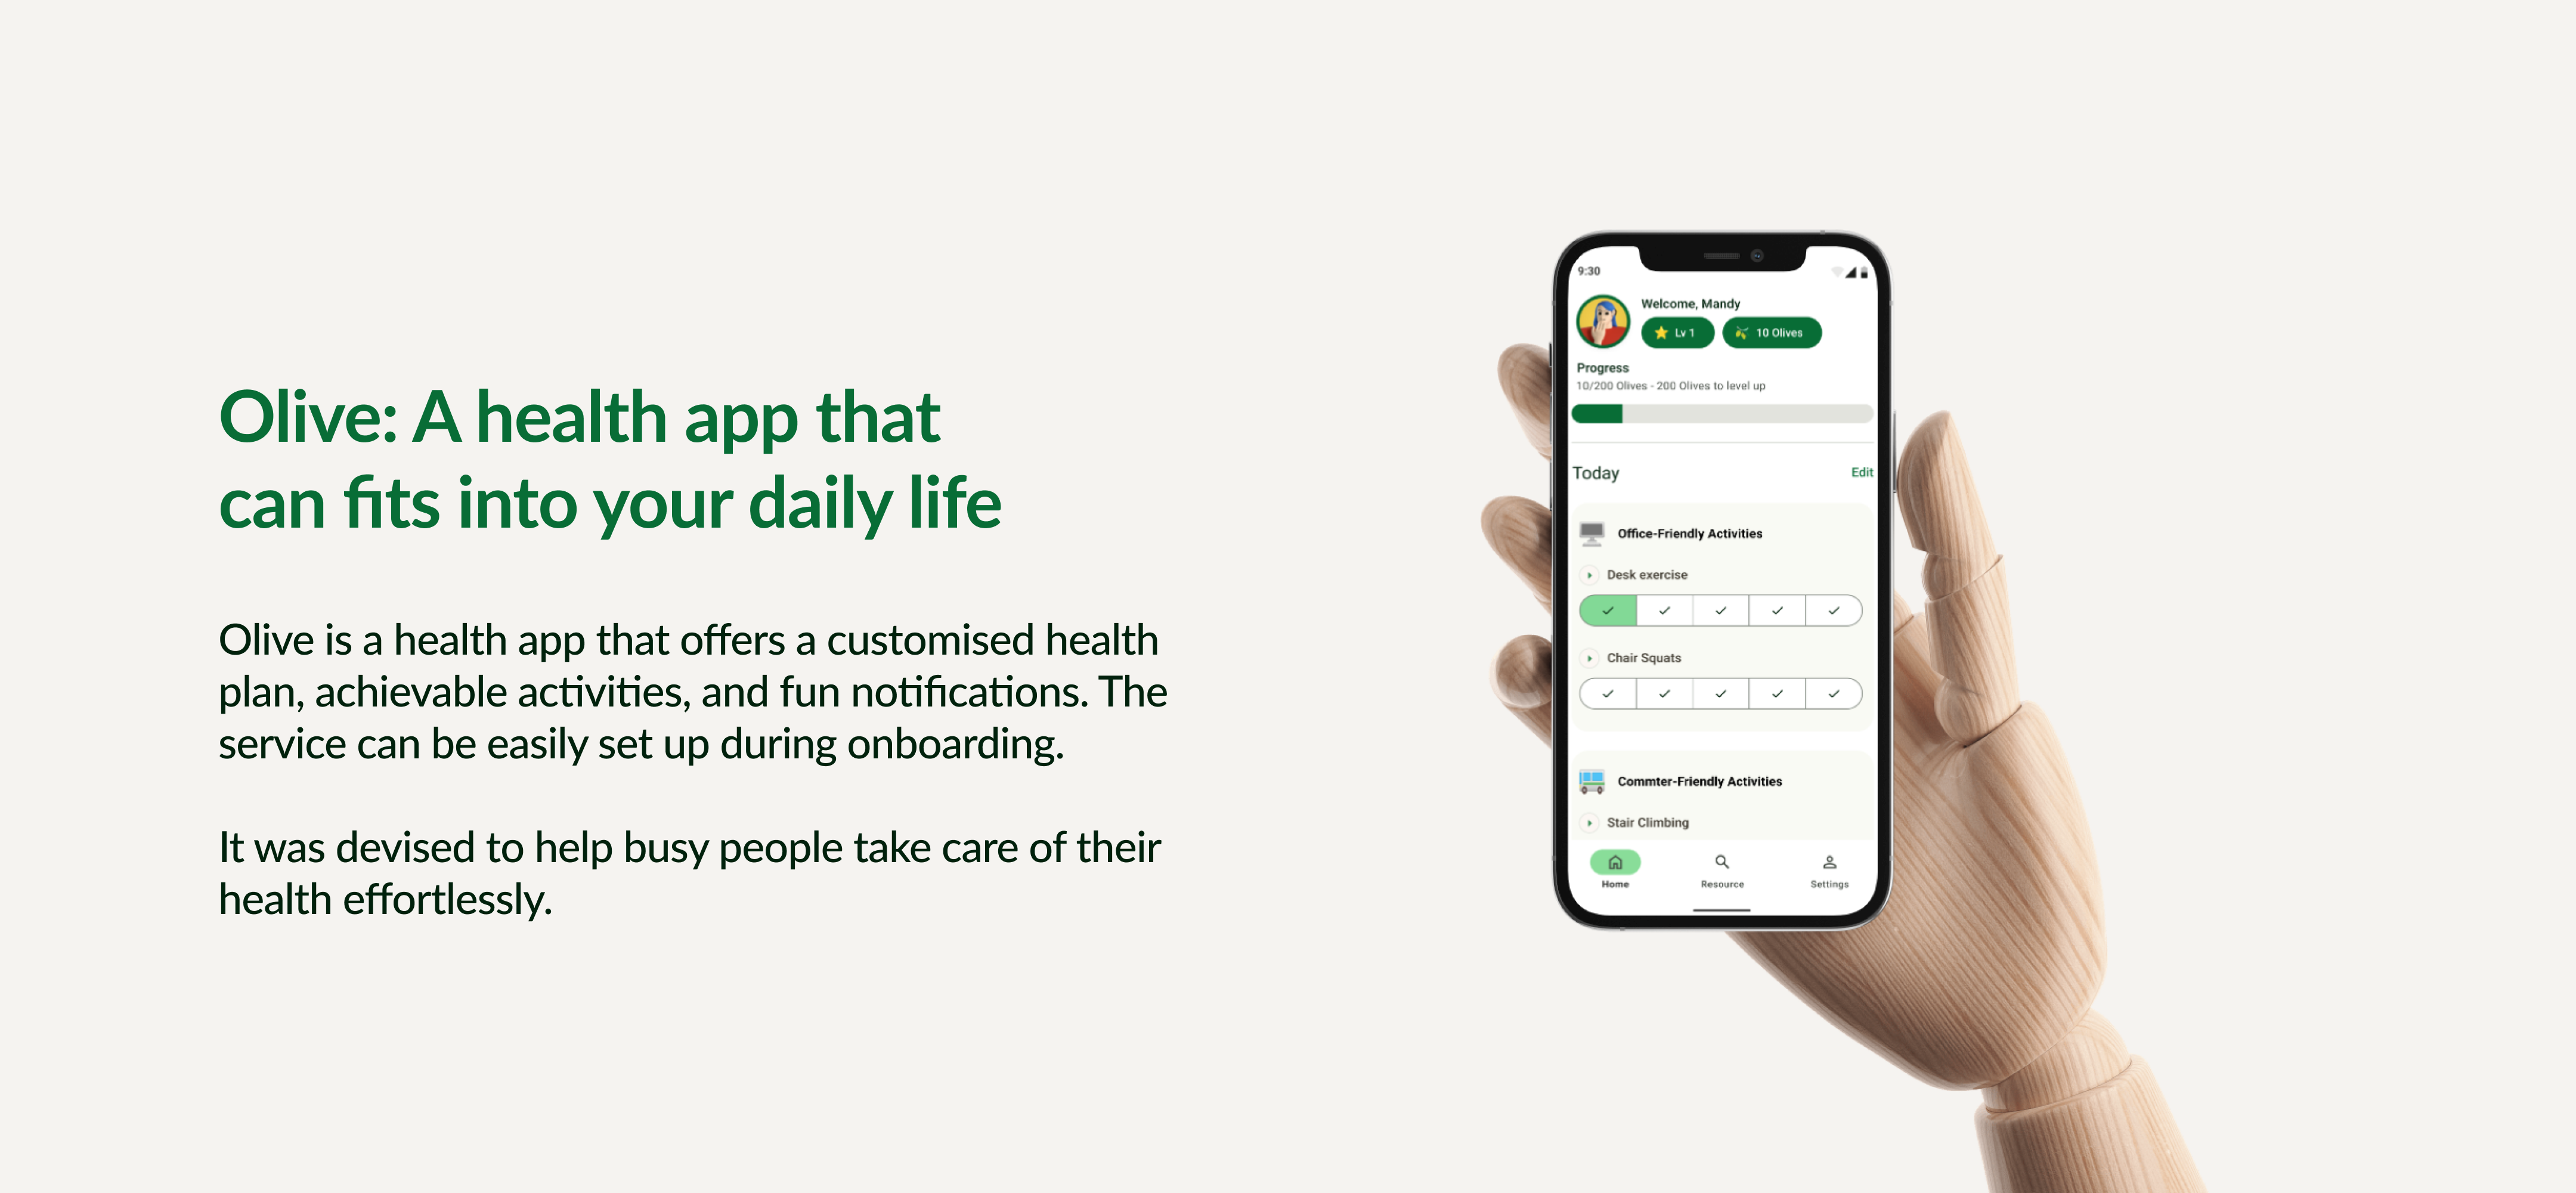 Olive: A health app that
can fits into your daily life
Olive is a health app that offers a customised health
plan, achievable activities, and fun notifications. The
service can be easily set up during onboarding.
It was devised to help busy people take care of their
health effortlessly.
9:30
Welcome, Mandy
Lv 1
10 Olives
Progress
10/200 Olives - 200 Olives to level up
Today
Edit
Office-Friendly Activities
Desk exercise
Chair Squats
Commter-Friendly Activities
Stair Climbing
Home
Resource
Settings